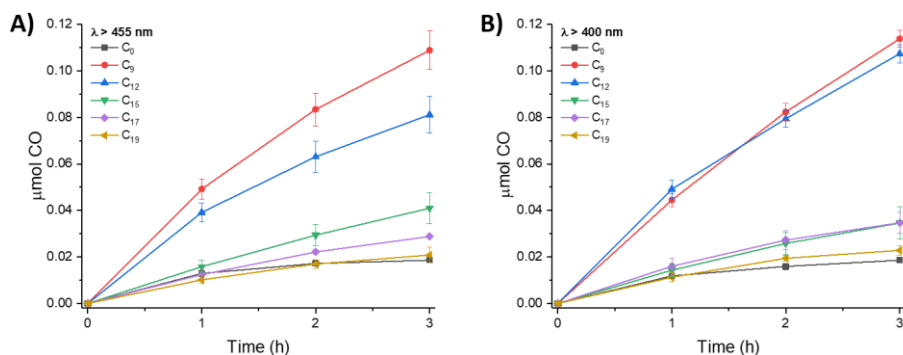 A)
λ > 455 nm
C₀
C₉
C₁₂
C₁₅
C₁₇
C₁₉
0.12
0.10
0.08
0.06
0.04
0.02
0.00
μmol CO
0 1 2 3
Time (h)
B)
λ > 400 nm
C₀
C₉
C₁₂
C₁₅
C₁₇
C₁₉
0.12
0.10
0.08
0.06
0.04
0.02
0.00
μmol CO
0 1 2 3
Time (h)